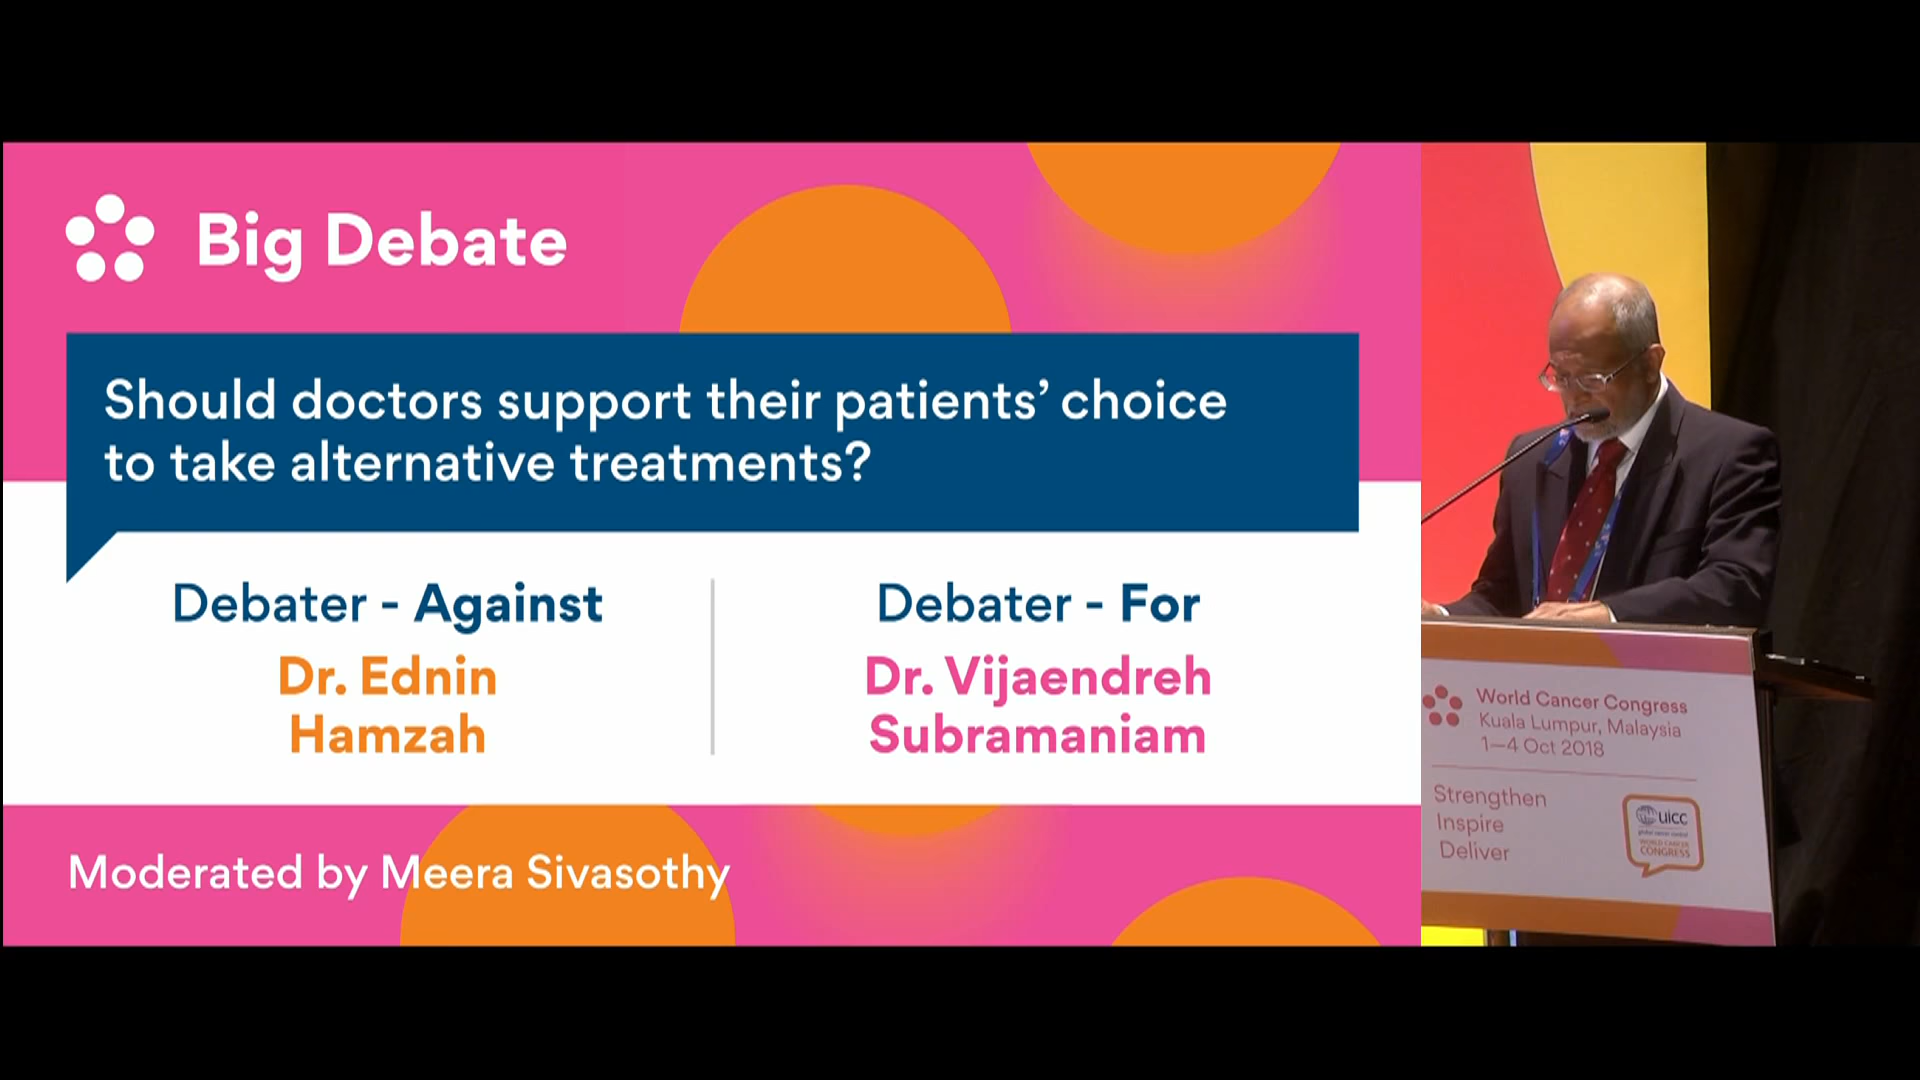 Big Debate
Should doctors support their patients’ choice
to take alternative treatments?
Debater - Against
Dr. Ednin
Hamzah
Debater - For
Dr. Vijaendreh
Subramaniam
Moderated by Meera Sivasothy
World Cancer Congress
Kuala Lumpur, Malaysia
1—4 Oct 2018
Strengthen
Inspire
Deliver
uicc
WORLD CANCER
CONGRESS